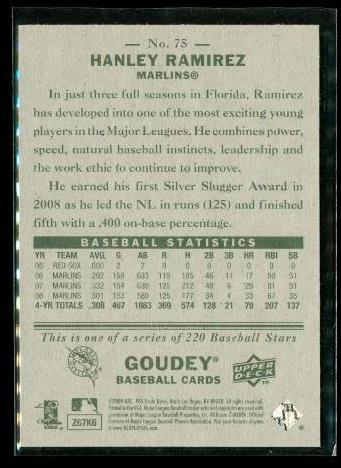 — No. 75 —
HANLEY RAMIREZ
MARLINS®
In just three full seasons in Florida, Ramirez
has developed into one of the most exciting young
players in the Major Leagues. He combines power,
speed, natural baseball instincts, leadership and
the work ethic to continue to improve.
He earned his first Silver Slugger Award in
2008 as he led the NL in runs (125) and finished
fifth with a .400 on-base percentage.
BASEBALL STATISTICS
YR TEAM AVG. G AB R H 2B 3B HR RBI SB
05 RED SOX .000 2 2 0 0 0 0 0 0 0
06 MARLINS .292 158 633 119 185 46 11 17 59 51
07 MARLINS .332 154 639 125 212 48 6 29 81 51
08 MARLINS .301 153 589 125 177 34 4 33 67 35
4-YR TOTALS .308 467 1863 369 574 128 21 79 207 137
This is one of a series of 220 Baseball Stars
GOUDEY®
BASEBALL CARDS
UPPER DECK
Z67K6